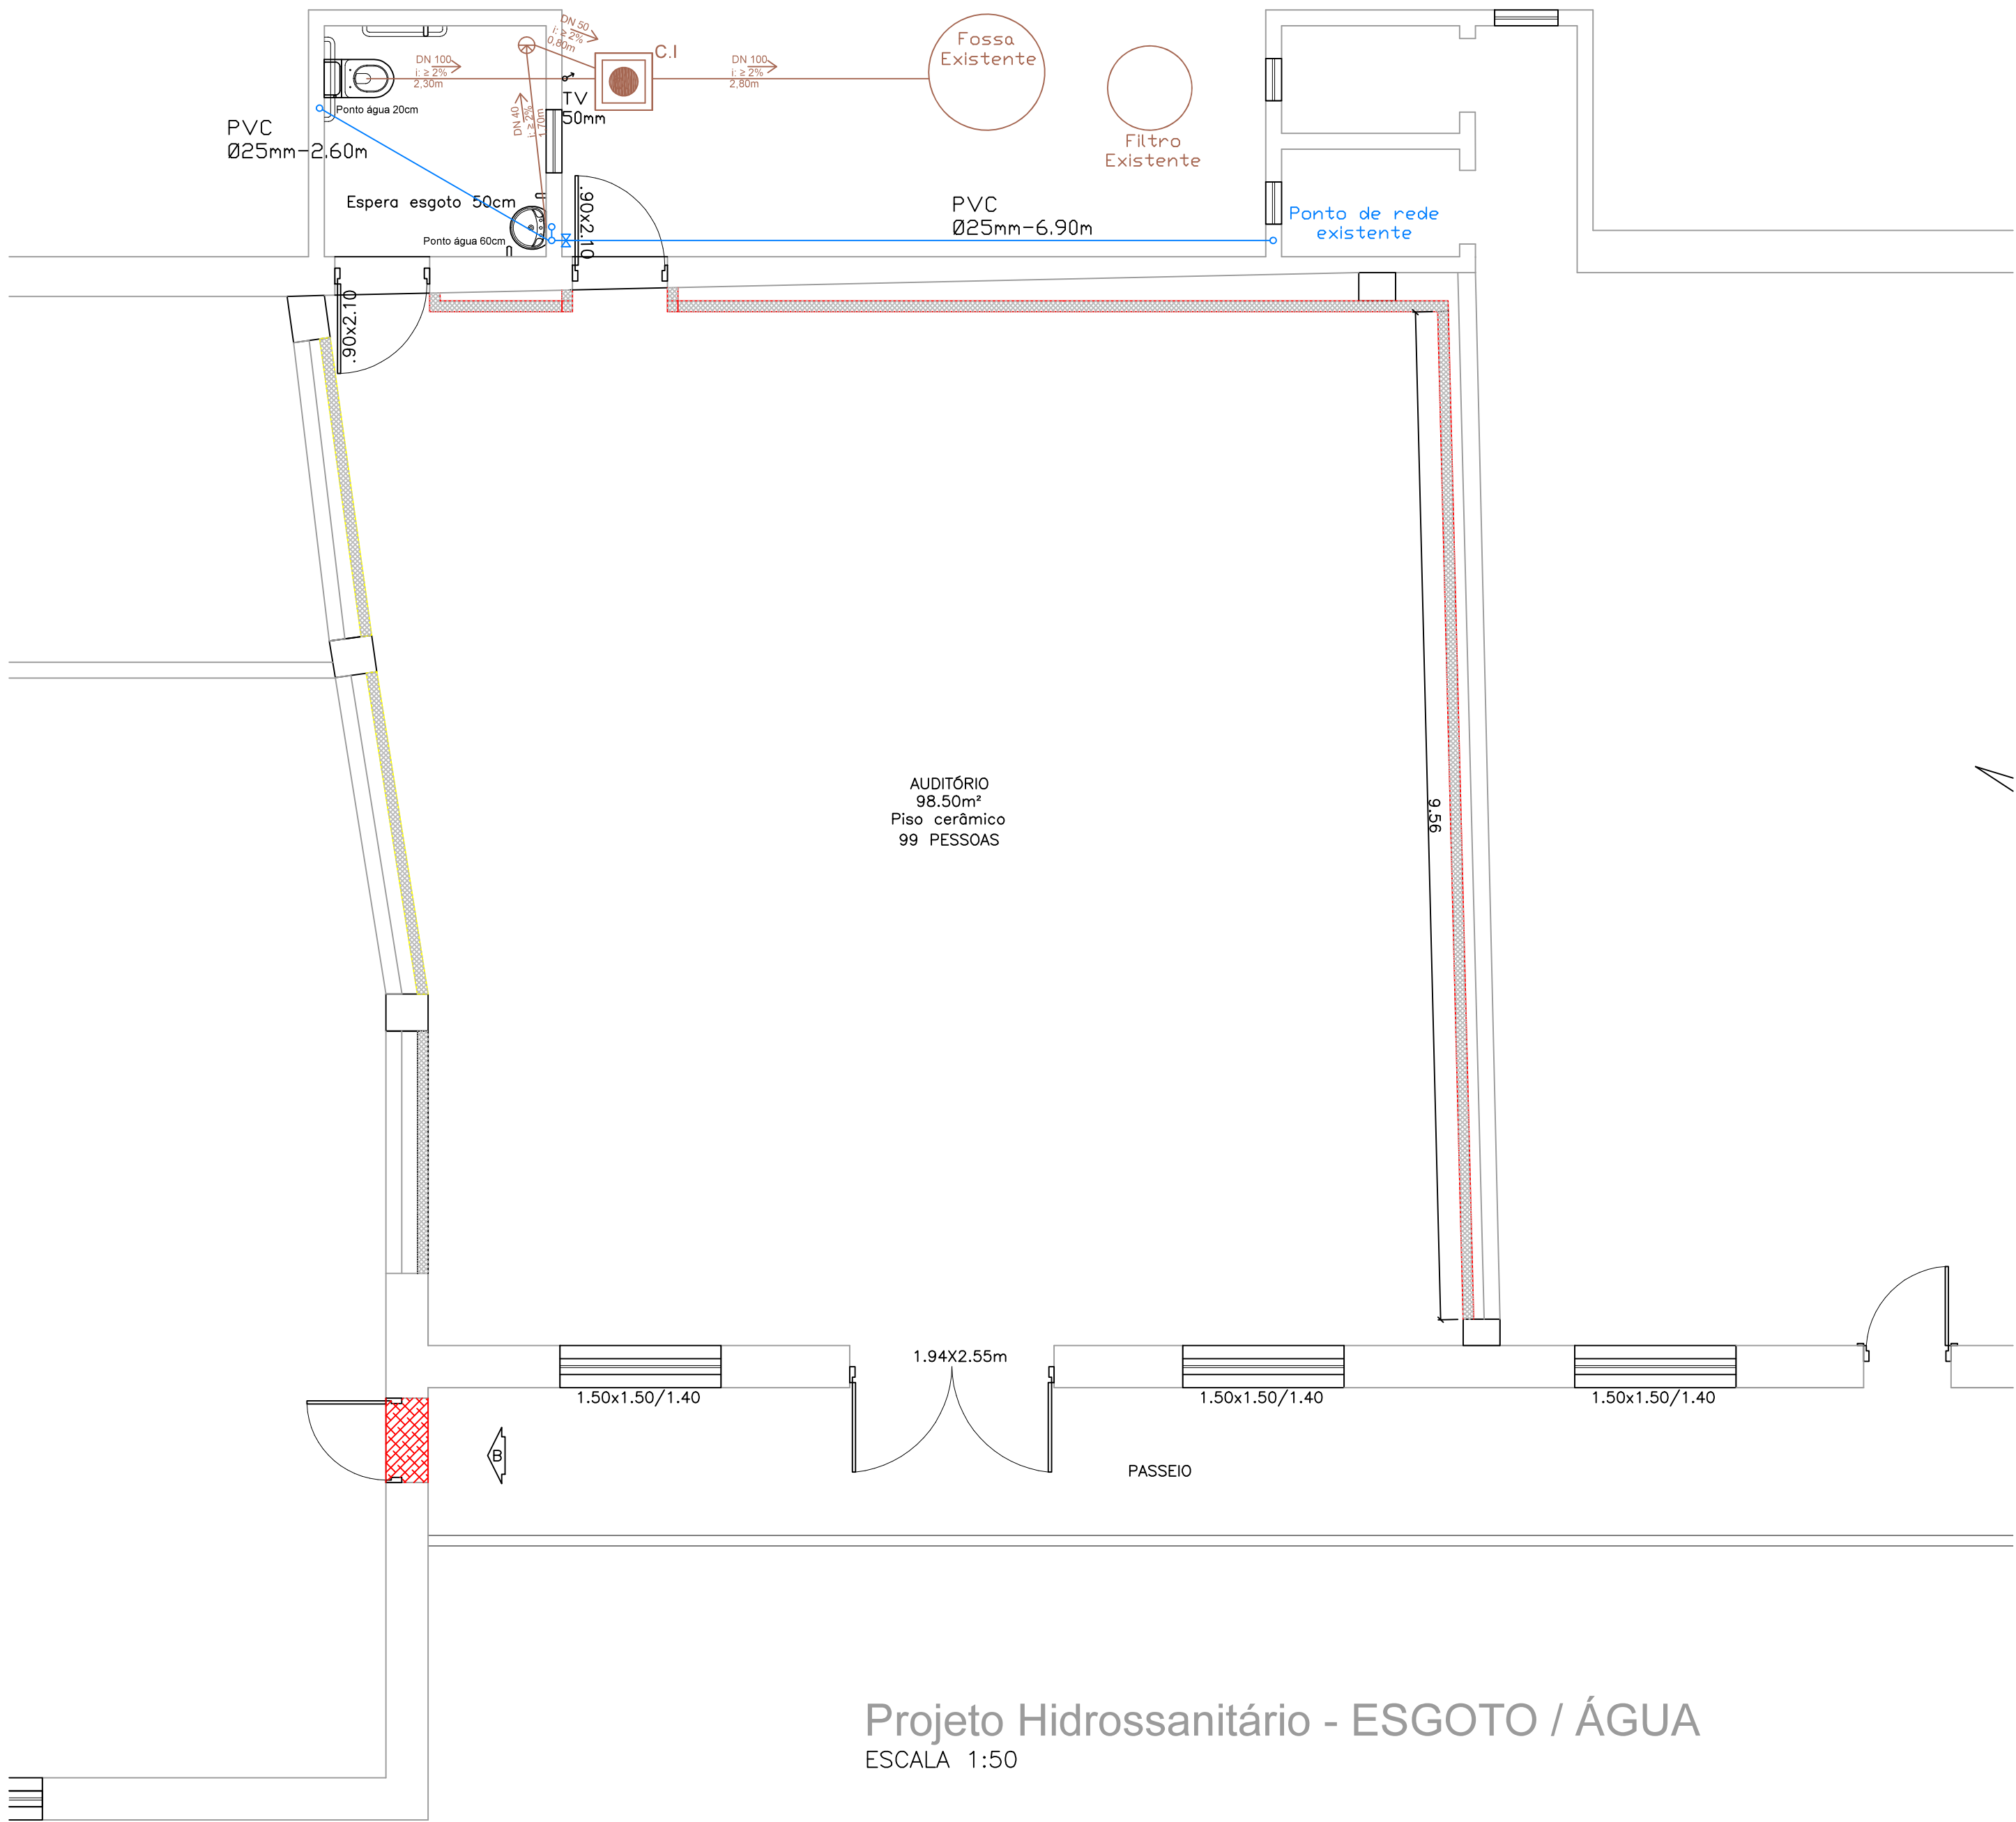 DN 50
i: ≥ 2%
0,80m
C.I
Fossa
Existente
DN 100
i: ≥ 2%
2,30m
DN 100
i: ≥ 2%
2,80m
TV
50mm
Ponto água 20cm
DN 40
i: ≥ 2%
1,70m
PVC
Ø25mm-2.60m
Filtro
Existente
Espera esgoto 50cm
.90x2.10
PVC
Ø25mm-6.90m
Ponto de rede
existente
Ponto água 60cm
.90x2.10
AUDITÓRIO
98.50m²
Piso cerâmico
99 PESSOAS
9.56
1.94X2.55m
1.50x1.50/1.40
1.50x1.50/1.40
1.50x1.50/1.40
B
PASSEIO
Projeto Hidrossanitário - ESGOTO / ÁGUA
ESCALA 1:50